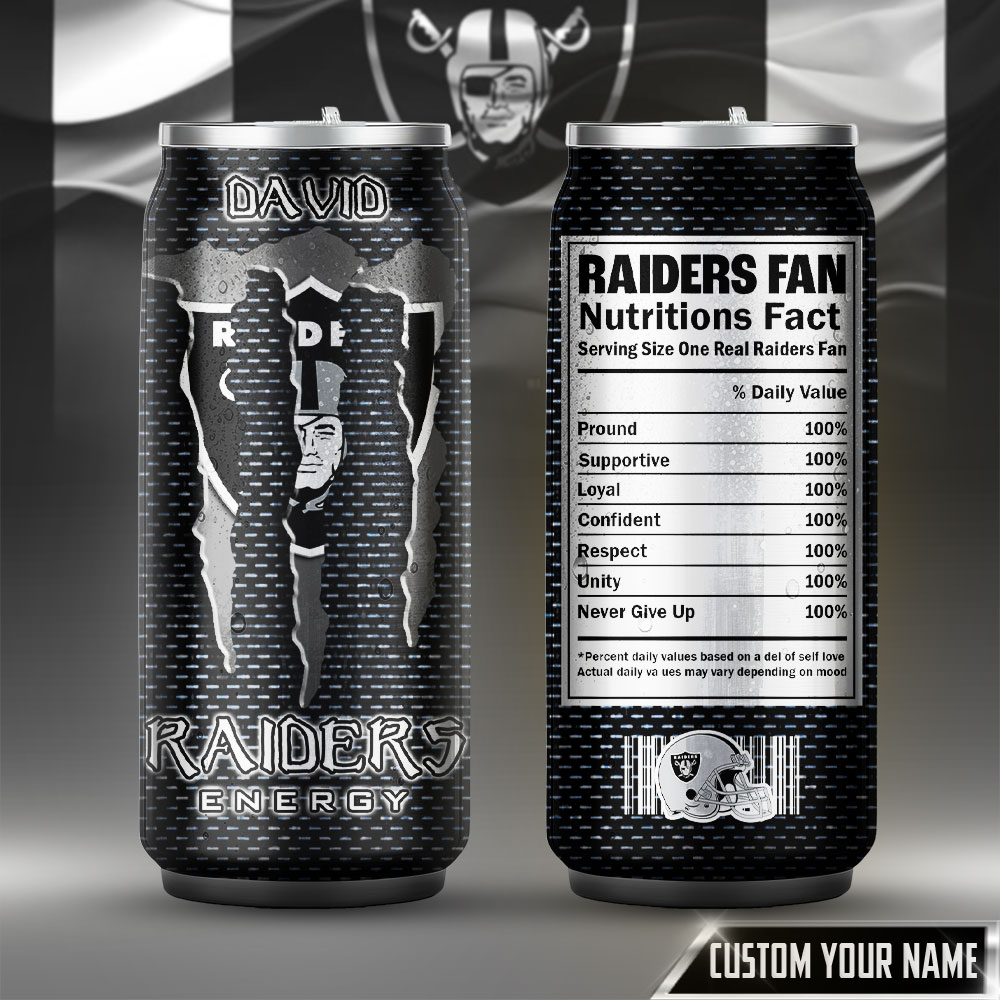 DAVID
R DE
RAIDERS
ENERGY
RAIDERS FAN
Nutritions Fact
Serving Size One Real Raiders Fan
% Daily Value
Pround 100%
Supportive 100%
Loyal 100%
Confident 100%
Respect 100%
Unity 100%
Never Give Up 100%
*Percent daily values based on a del of self love
Actual daily va ues may vary depending on mood
RAIDERS
CUSTOM YOUR NAME